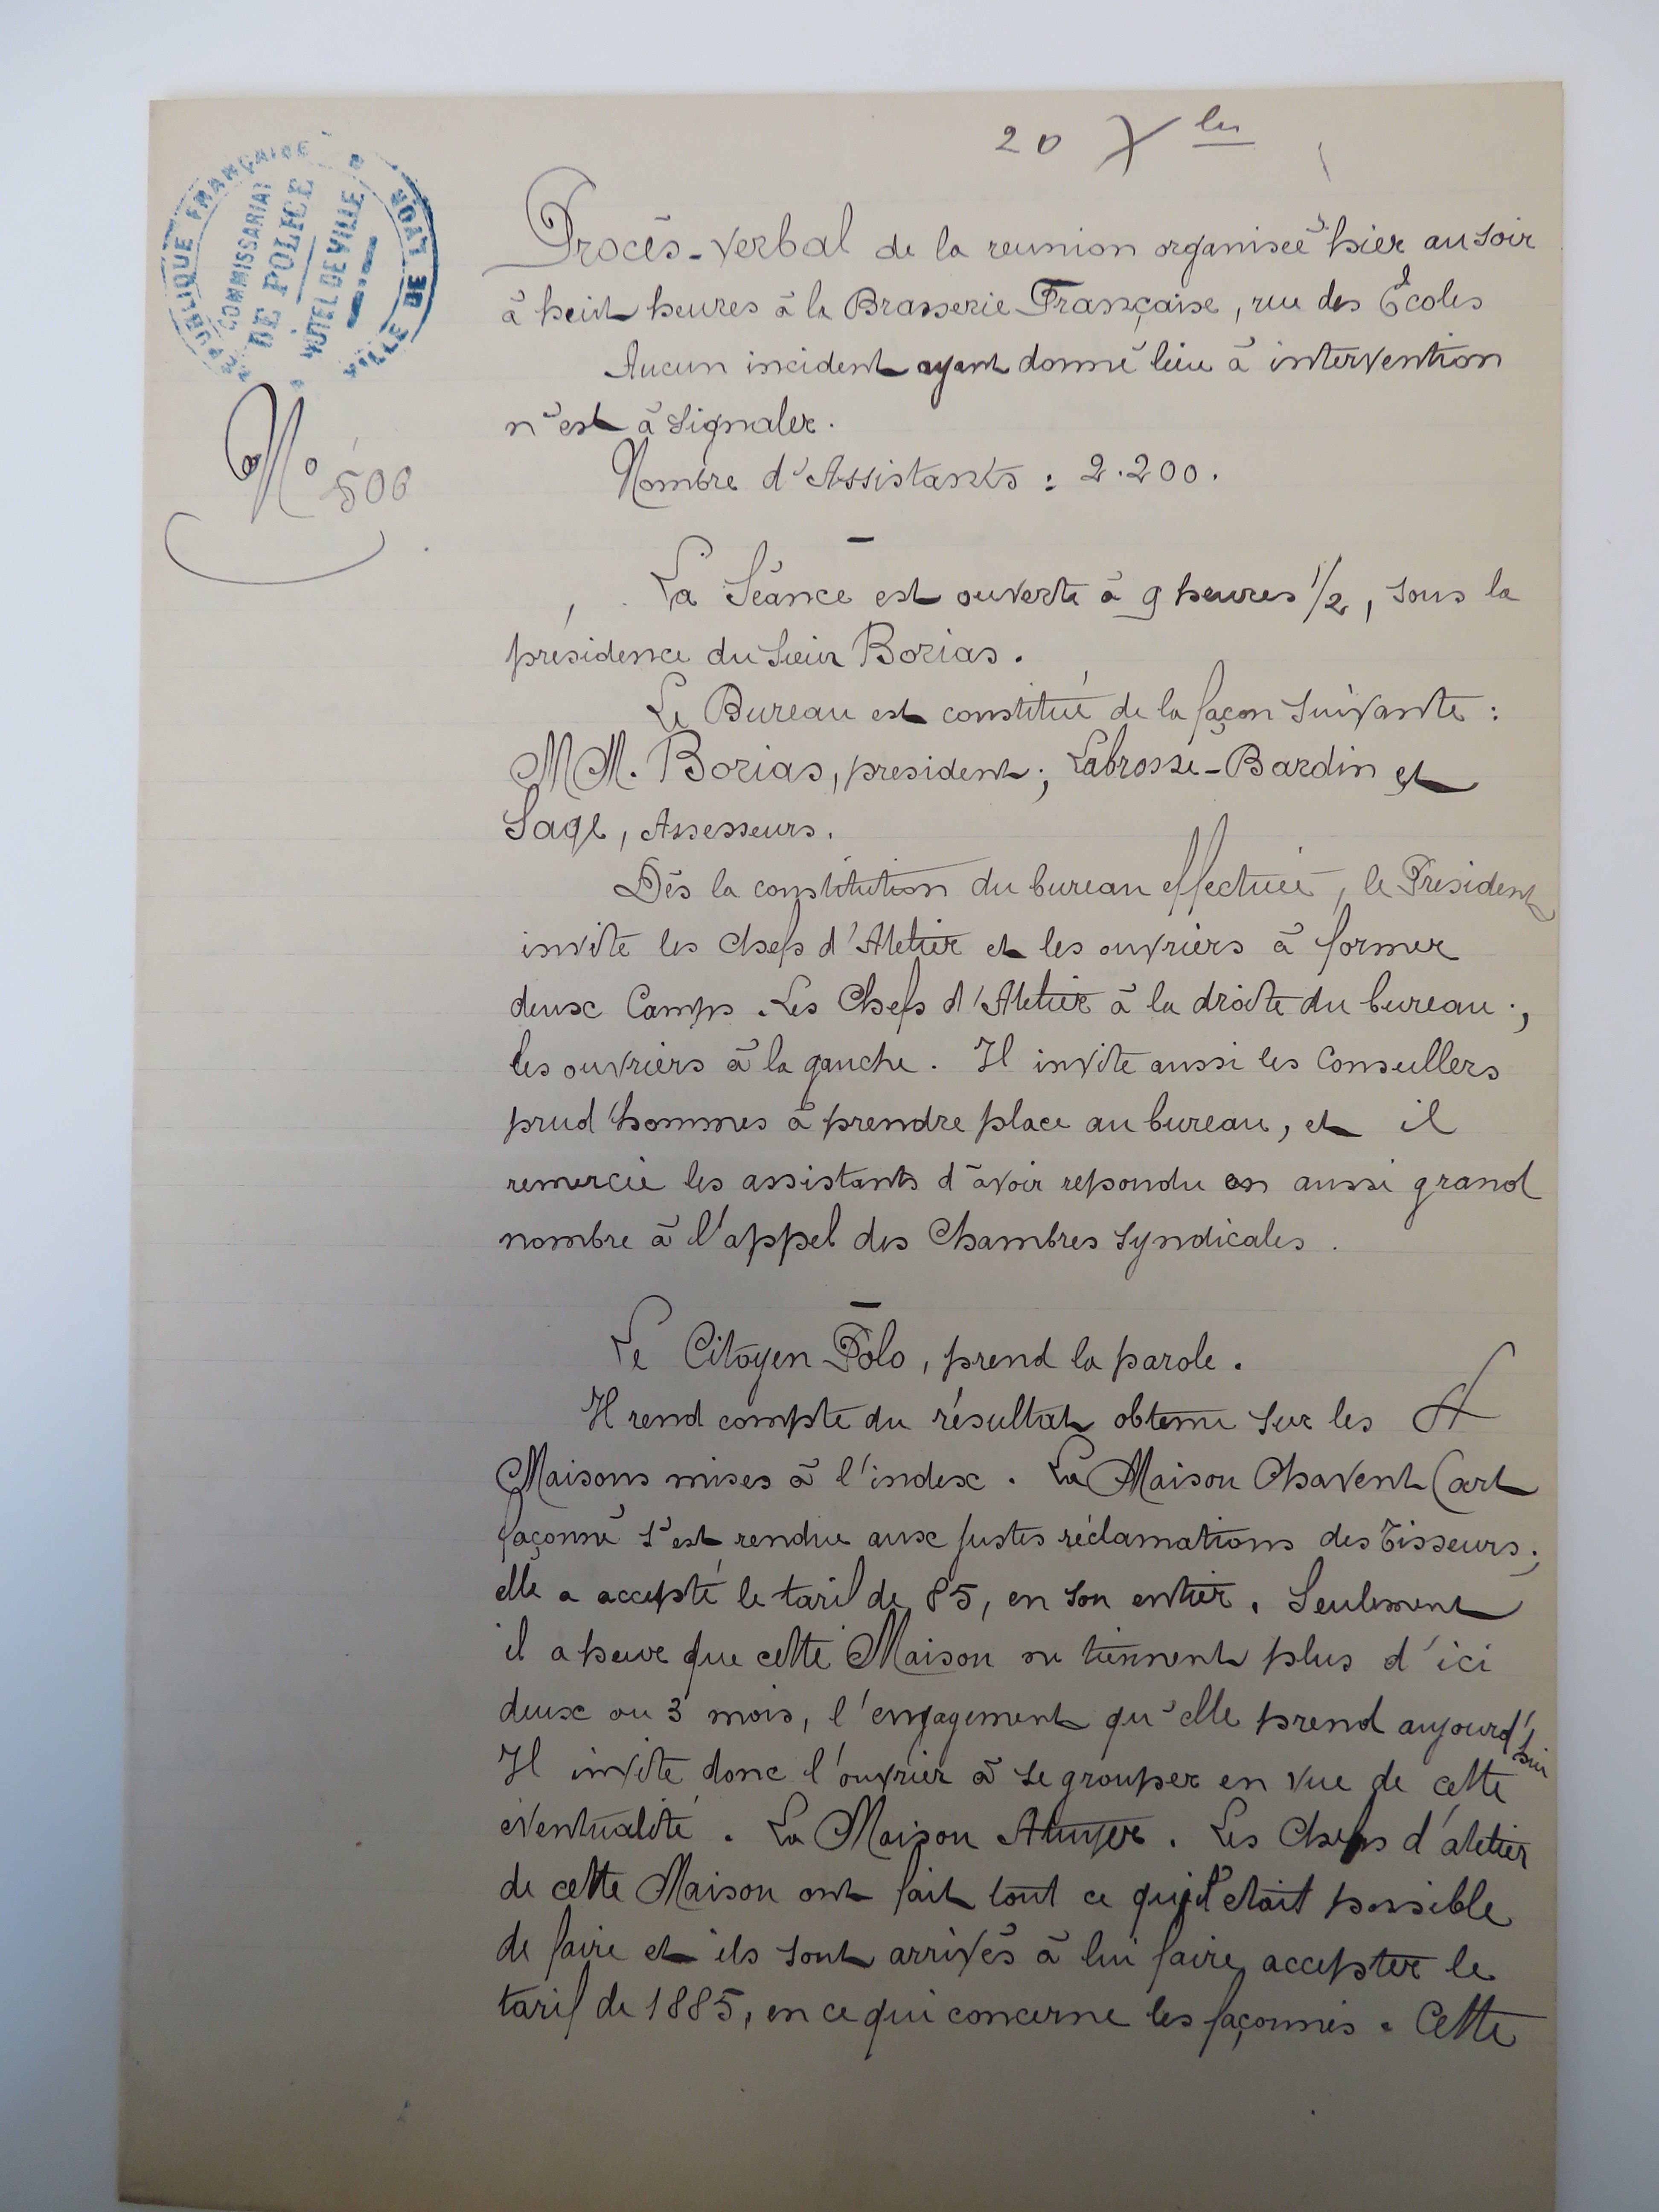 20 Xbre
RÉPUBLIQUE FRANÇAISE
COMMISSARIAT
DE POLICE
HÔTEL DE VILLE
VILLE DE LYON
N° 500
Procès-verbal de la reunion organisée hier au soir
à huit heures à la Brasserie Française, rue des Écoles
Aucun incident ayant donné lieu à intervention
n'est à signaler.
Nombre d'Assistants : 2.200.
La Séance est ouverte à 9 heures 1/2, sous la
présidence du sieur Borias.
Le Bureau est constitué de la façon suivante :
MM. Borias, president ; Labrosse-Bardin et
Sage, Assesseurs.
Dès la constitution du bureau effectuée, le President
invite les chefs d'Atelier et les ouvriers à former
deux Camps. Les Chefs d'Atelier à la droite du bureau ;
les ouvriers à la gauche. Il invite aussi les Conseillers
prud'hommes à prendre place au bureau, et il
remercie les assistants d'avoir repondu en aussi grand
nombre à l'appel des Chambres syndicales.
Le Citoyen Polo, prend la parole.
Il rend compte du résultat obtenu sur les 4
Maisons mises à l'index. La Maison Chavent (art
façonné s'est rendue aux justes réclamations des tisseurs ;
elle a accepté le tarif de 85, en son entier. Seulement
il a peur que cette Maison ne tiennent plus d'ici
deux ou 3 mois, l'engagement qu'elle prend aujourd'hui
Il invite donc l'ouvrier à se grouper en vue de cette
eventualité. La Maison Atuyer. Les Chefs d'atelier
de cette Maison ont fait tout ce qu'il etait possible
de faire et ils sont arrivés à lui faire accepter le
tarif de 1885, en ce qui concerne les façonnés. Cette